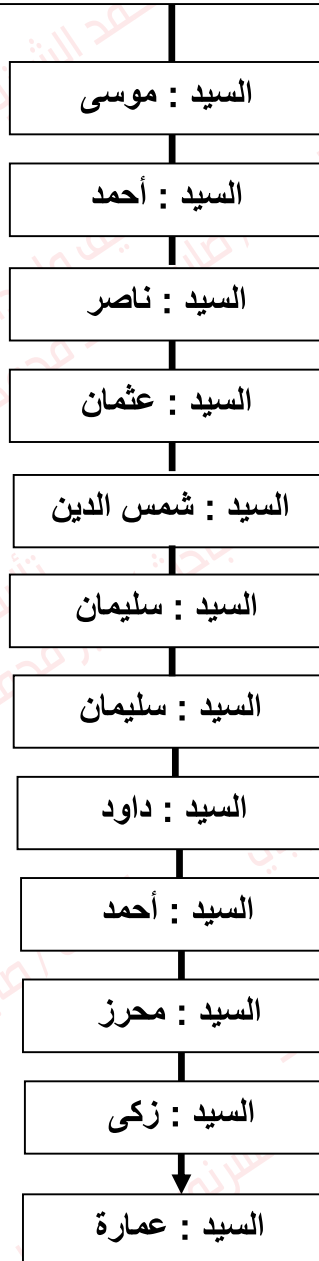 السيد : موسى
السيد : أحمد
السيد : ناصر
السيد : عثمان
السيد : شمس الدين
السيد : سليمان
السيد : سليمان
السيد : داود
السيد : أحمد
السيد : محرز
السيد : زكى
السيد : عمارة